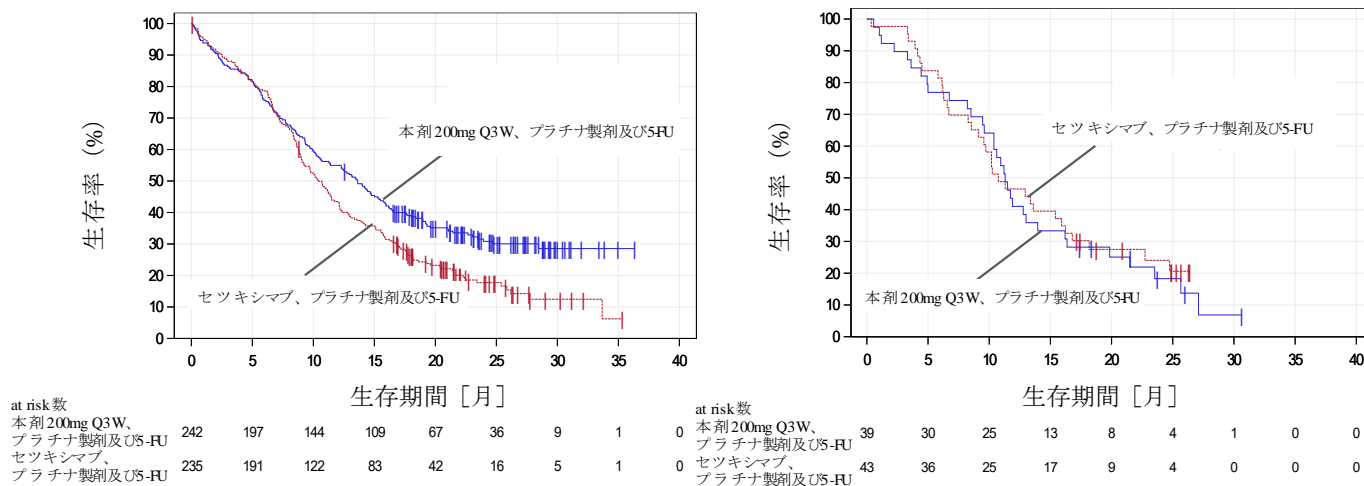 生存率（%）
100
90
80
70
60
50
40
30
20
10
0
本剤200mg Q3W、プラチナ製剤及び5-FU
セツキシマブ、プラチナ製剤及び5-FU
0 5 10 15 20 25 30 35 40
生存期間［月］
at risk数
本剤200mg Q3W、
プラチナ製剤及び5-FU
242 197 144 109 67 36 9 1 0
セツキシマブ、
プラチナ製剤及び5-FU
235 191 122 83 42 16 5 1 0
生存率（%）
100
90
80
70
60
50
40
30
20
10
0
セツキシマブ、プラチナ製剤及び5-FU
本剤200mg Q3W、プラチナ製剤及び5-FU
0 5 10 15 20 25 30 35 40
生存期間［月］
at risk数
本剤200mg Q3W、
プラチナ製剤及び5-FU
39 30 25 13 8 4 1 0 0
セツキシマブ、
プラチナ製剤及び5-FU
43 36 25 17 9 4 0 0 0